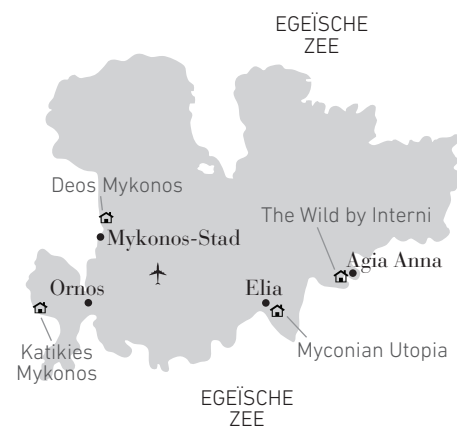 EGEÏSCHE
ZEE
Deos Mykonos
The Wild by Interni
Mykonos-Stad
Agia Anna
Ornos
Elia
Katikies
Mykonos
Myconian Utopia
EGEÏSCHE
ZEE